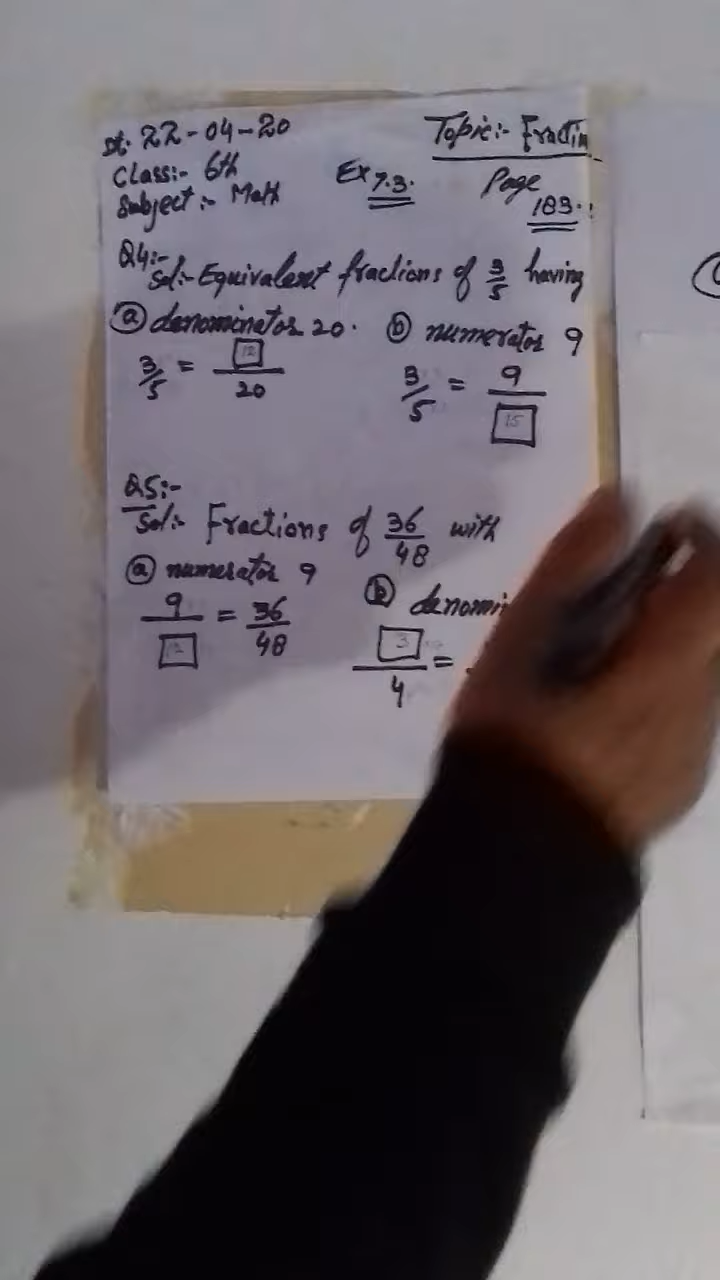 Dt. 22-04-20
Topic:- Fractin
Class:- 6th
Ex 7.3.
Page 183.
Subject:- Math
Q4:-
Sol:- Equivalent fractions of 3/5 having
(a) denominator 20.
(b) numerator 9
3/5 = 12/20
3/5 = 9/15
Q5:-
Sol:- Fractions of 36/48 with
(a) numerator 9
(b) denomi
9/ = 36/48
3/4 =